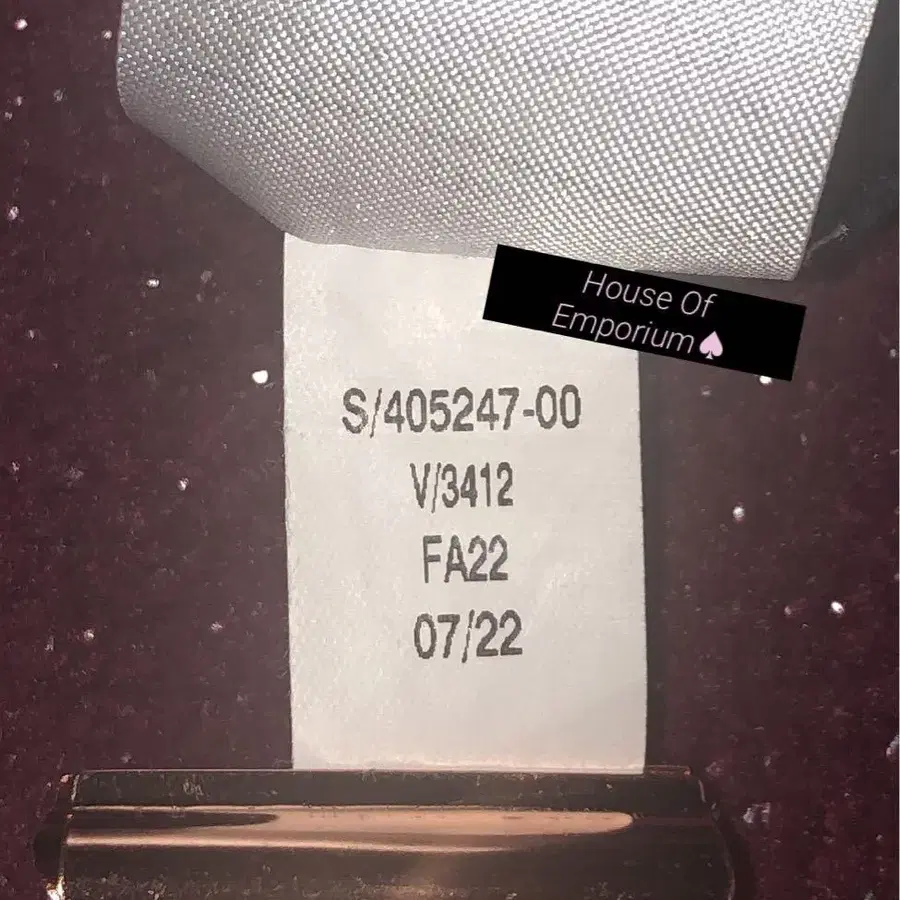 House Of
Emporium♠
S/405247-00
V/3412
FA22
07/22